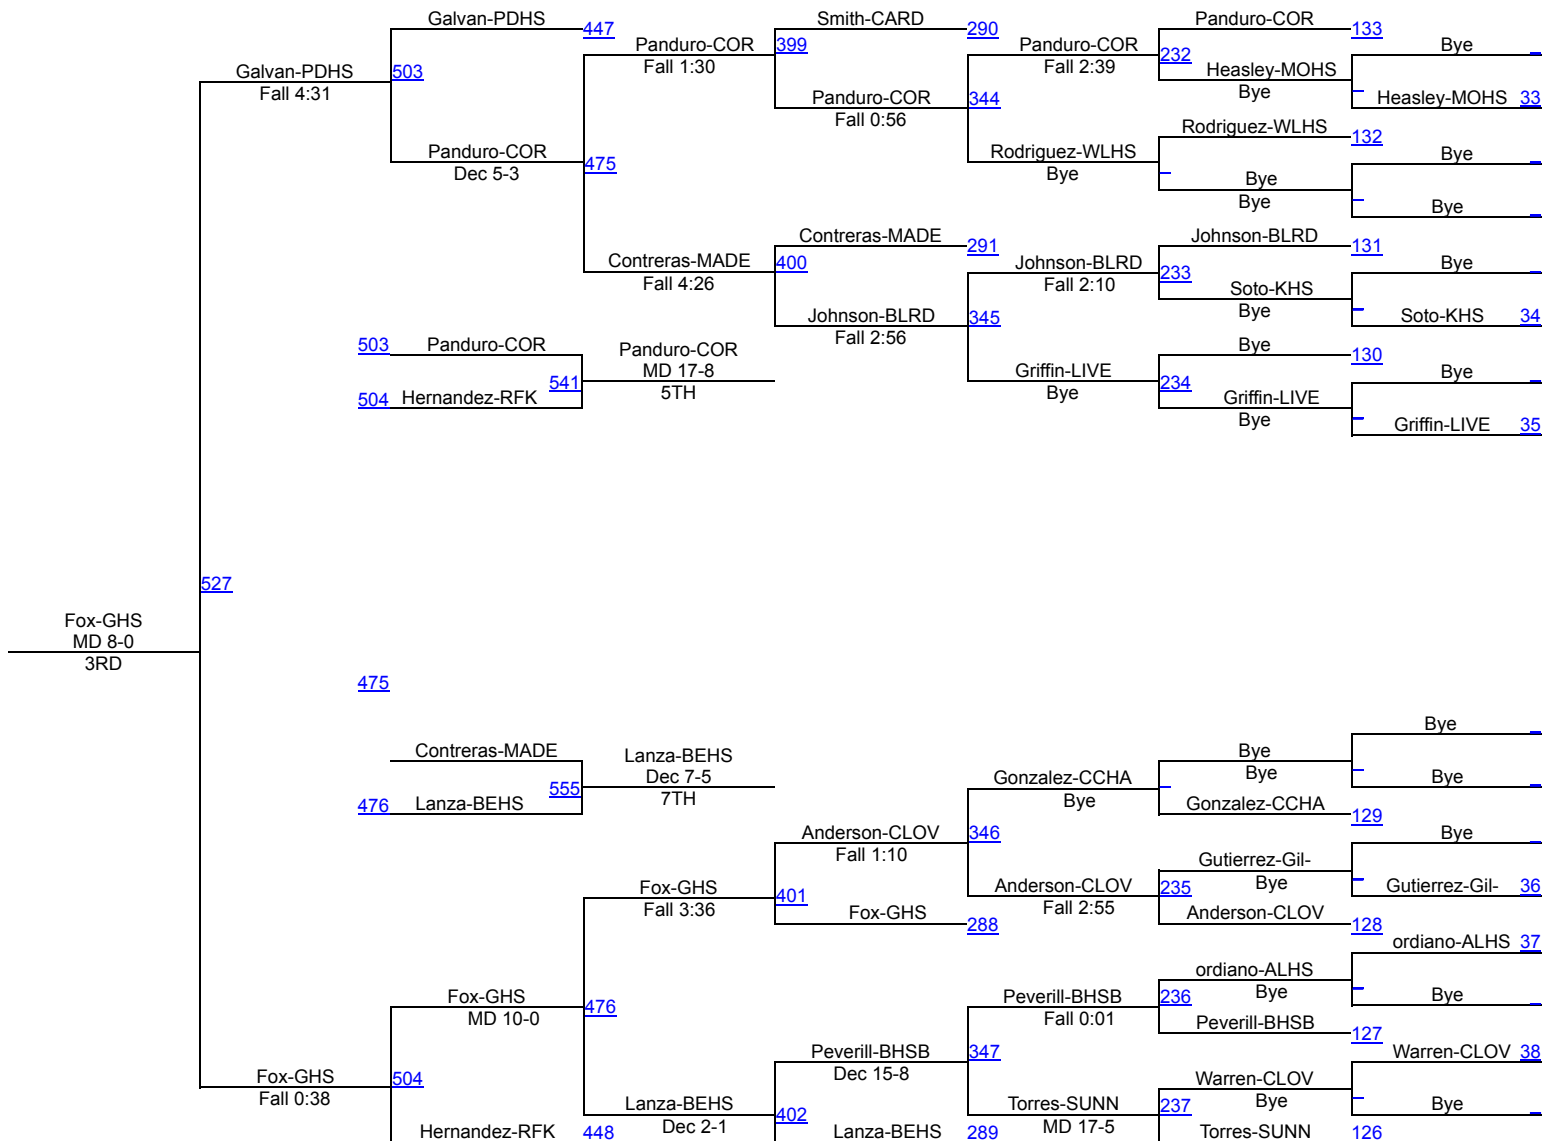 Galvan-PDHS 447 Smith-CARD 290 Panduro-COR 133
Panduro-COR 399 Panduro-COR Bye
Fall 1:30 Fall 2:39 232
Galvan-PDHS 503 Heasley-MOHS
Fall 4:31 Panduro-COR 344 Bye Heasley-MOHS 33
Fall 0:56
Rodriguez-WLHS 132
Panduro-COR 475 Rodriguez-WLHS Bye
Dec 5-3 Bye Bye
Bye Bye
Contreras-MADE 291 Johnson-BLRD 131
Contreras-MADE 400 Johnson-BLRD Bye
Fall 4:26 Fall 2:10 233
Soto-KHS
Johnson-BLRD 345 Bye Soto-KHS 34
Fall 2:56
503 Panduro-COR Panduro-COR Bye 130
MD 17-8 Griffin-LIVE Bye
541 5TH Bye 234
504 Hernandez-RFK Griffin-LIVE
Bye Griffin-LIVE 35
527
Fox-GHS
MD 8-0
3RD
475
Bye
Contreras-MADE Lanza-BEHS Bye
Dec 7-5 Gonzalez-CCHA Bye Bye
555 7TH Bye
476 Lanza-BEHS Gonzalez-CCHA 129
Anderson-CLOV 346 Bye
Fall 1:10
Gutierrez-Gil-
Fox-GHS 401 Anderson-CLOV 235 Bye Gutierrez-Gil- 36
Fall 3:36 Fall 2:55
Fox-GHS 288 Anderson-CLOV 128
ordiano-ALHS 37
ordiano-ALHS
Fox-GHS 476 Peverill-BHSB 236 Bye Bye
MD 10-0 Fall 0:01
Peverill-BHSB 127
Peverill-BHSB 347 Warren-CLOV 38
Dec 15-8
Fox-GHS 504 Warren-CLOV
Fall 0:38 Bye
Lanza-BEHS 402 Torres-SUNN 237 Bye
Dec 2-1 MD 17-5
Hernandez-RFK 448 Lanza-BEHS 289 Torres-SUNN 126